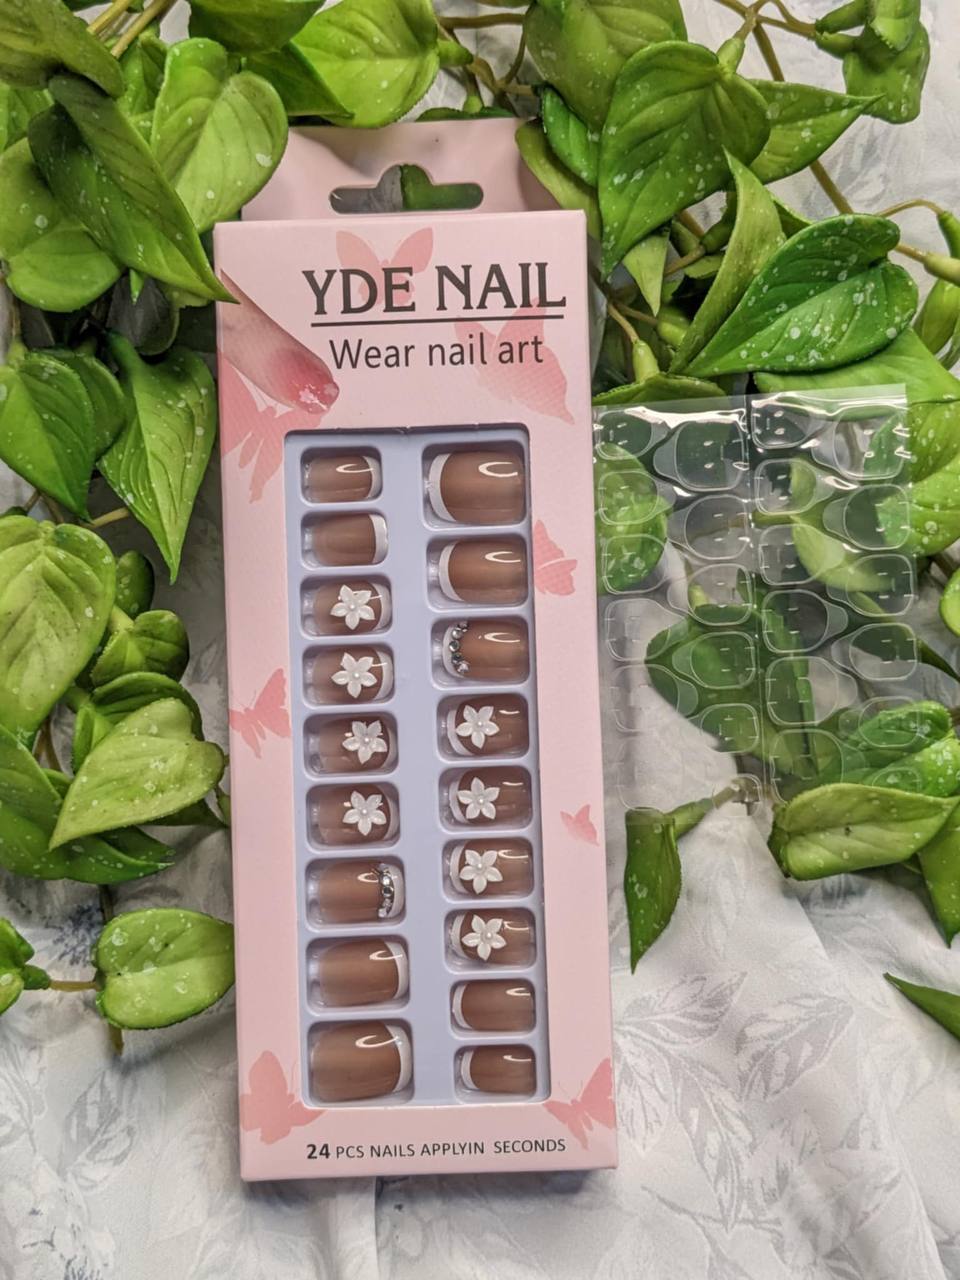 YDE NAIL
Wear nail art
24 PCS NAILS APPLYIN SECONDS